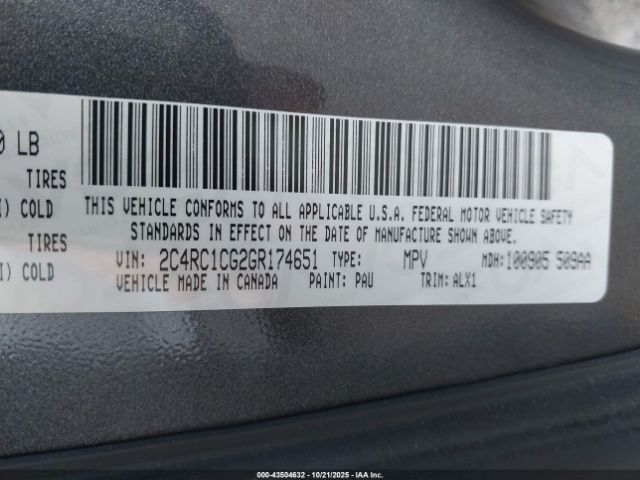 0 LB
TIRES
I) COLD
TIRES
I) COLD
THIS VEHICLE CONFORMS TO ALL APPLICABLE U.S.A. FEDERAL MOTOR VEHICLE SAFETY
STANDARDS IN EFFECT ON THE DATE OF MANUFACTURE SHOWN ABOVE.
VIN: 2C4RC1CG2GR174651 TYPE: MPV MDH: 100905 509AA
VEHICLE MADE IN CANADA PAINT: PAU TRIM: ALX1
000-43504632 - 10/21/2025 - IAAI Inc.